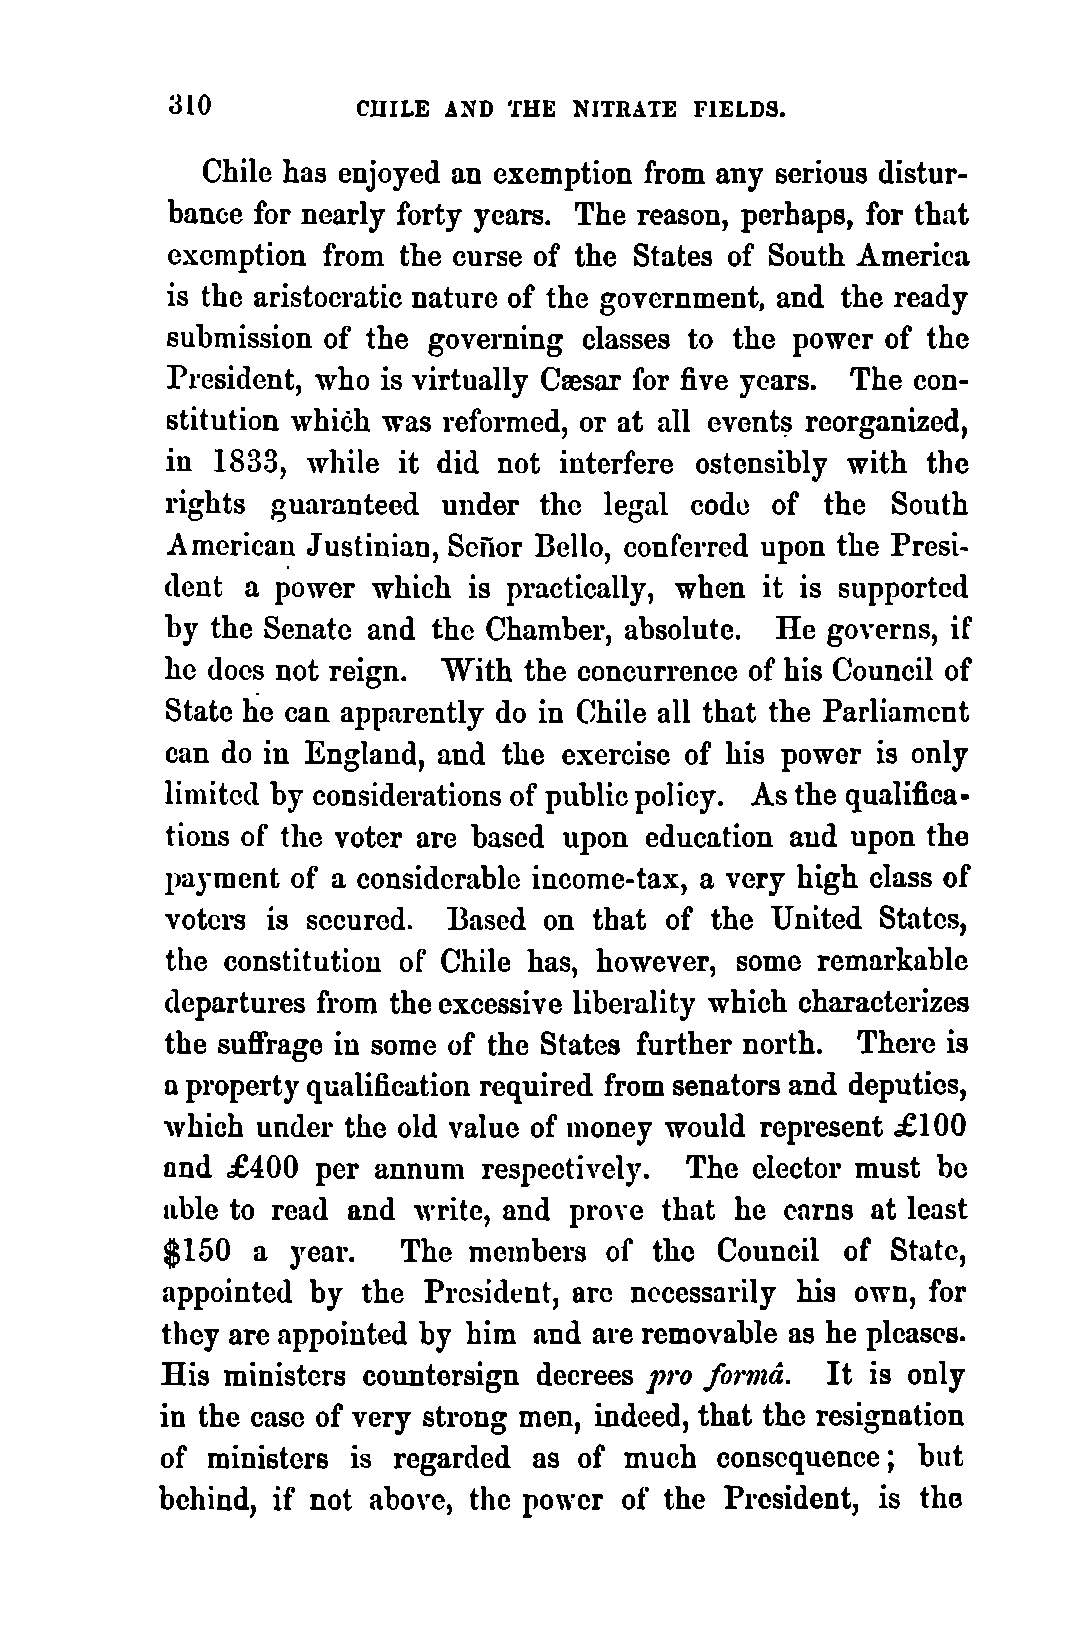 310 CHILE AND THE NITRATE FIELDS.
Chile has enjoyed an exemption from any serious distur-
bance for nearly forty years. The reason, perhaps, for that
exemption from the curse of the States of South America
is the aristocratic nature of the government, and the ready
submission of the governing classes to the power of the
President, who is virtually Cæsar for five years. The con-
stitution which was reformed, or at all events reorganized,
in 1833, while it did not interfere ostensibly with the
rights guaranteed under the legal code of the South
American Justinian, Señor Bello, conferred upon the Presi-
dent a power which is practically, when it is supported
by the Senate and the Chamber, absolute. He governs, if
he does not reign. With the concurrence of his Council of
State he can apparently do in Chile all that the Parliament
can do in England, and the exercise of his power is only
limited by considerations of public policy. As the qualifica-
tions of the voter are based upon education and upon the
payment of a considerable income-tax, a very high class of
voters is secured. Based on that of the United States,
the constitution of Chile has, however, some remarkable
departures from the excessive liberality which characterizes
the suffrage in some of the States further north. There is
a property qualification required from senators and deputies,
which under the old value of money would represent £100
and £400 per annum respectively. The elector must be
able to read and write, and prove that he earns at least
$150 a year. The members of the Council of State,
appointed by the President, are necessarily his own, for
they are appointed by him and are removable as he pleases.
His ministers countersign decrees pro formâ. It is only
in the case of very strong men, indeed, that the resignation
of ministers is regarded as of much consequence; but
behind, if not above, the power of the President, is the